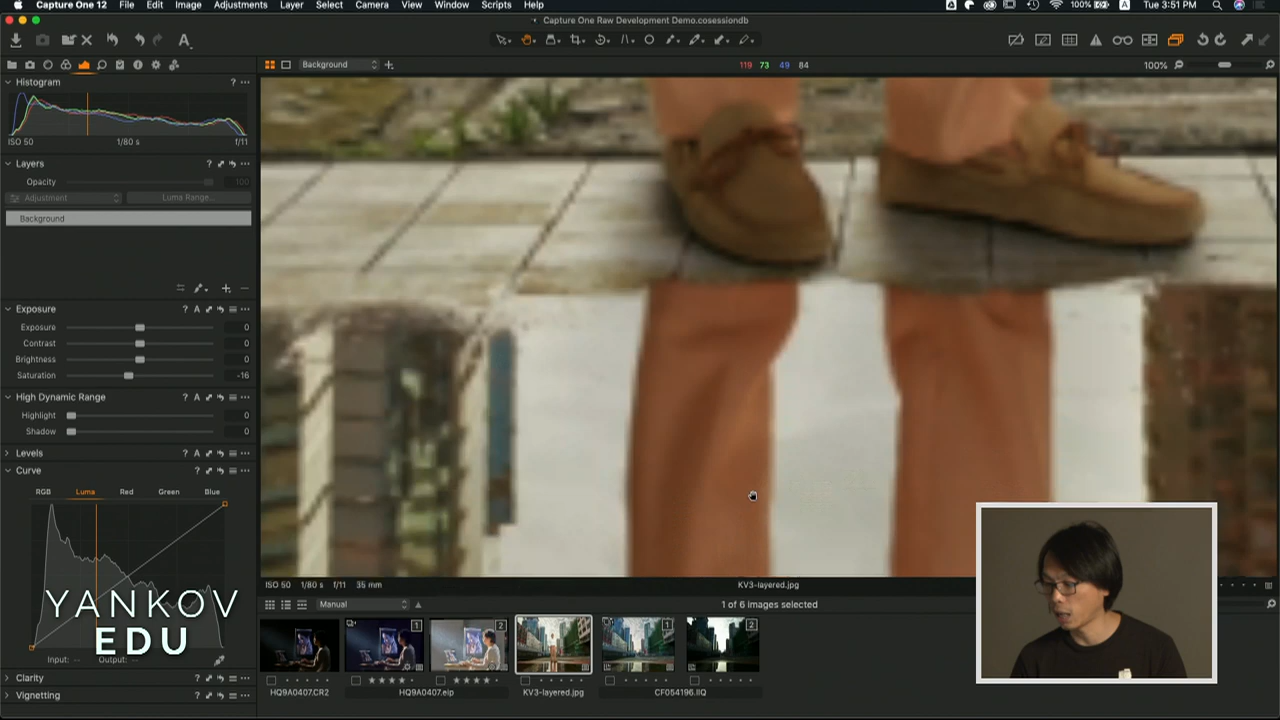 Capture One 12 File Edit Image Adjustments Layer Select Camera View Window Scripts Help 100% A Tue 3:51 PM
Capture One Raw Development Demo.cosessiondb
Background 119 73 49 84 100%
Histogram
ISO 50 1/80 s f/11
Layers
Opacity 100
Adjustment Luma Range...
Background
Exposure
Exposure 0
Contrast 0
Brightness 0
Saturation -16
High Dynamic Range
Highlight 0
Shadow 0
Levels
Curve
RGB Luma Red Green Blue
YANKOV
EDU
Input: -- Output: --
Clarity
Vignetting
ISO 50 1/80 s f/11 35 mm KV3-layered.jpg
Manual 1 of 6 images selected
1 2 1 2
HQ9A0407.CR2 HQ9A0407.eip KV3-layered.jpg CF054196.IIQ